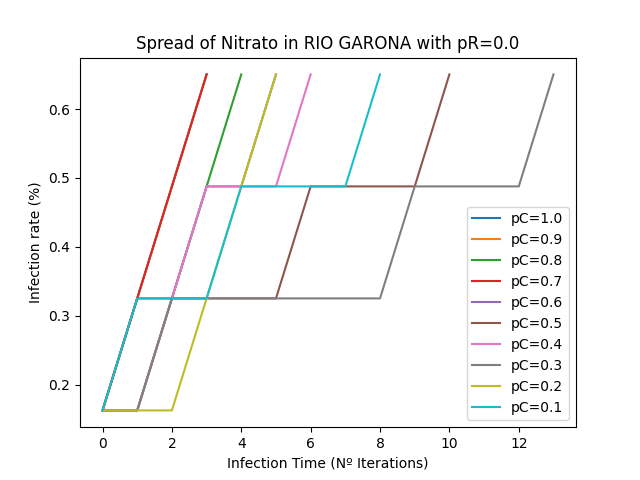 Spread of Nitrato in RIO GARONA with pR=0.0
Infection rate (%)
0.6
0.5
0.4
0.3
0.2
0 2 4 6 8 10 12
Infection Time (Nº Iterations)
pC=1.0
pC=0.9
pC=0.8
pC=0.7
pC=0.6
pC=0.5
pC=0.4
pC=0.3
pC=0.2
pC=0.1